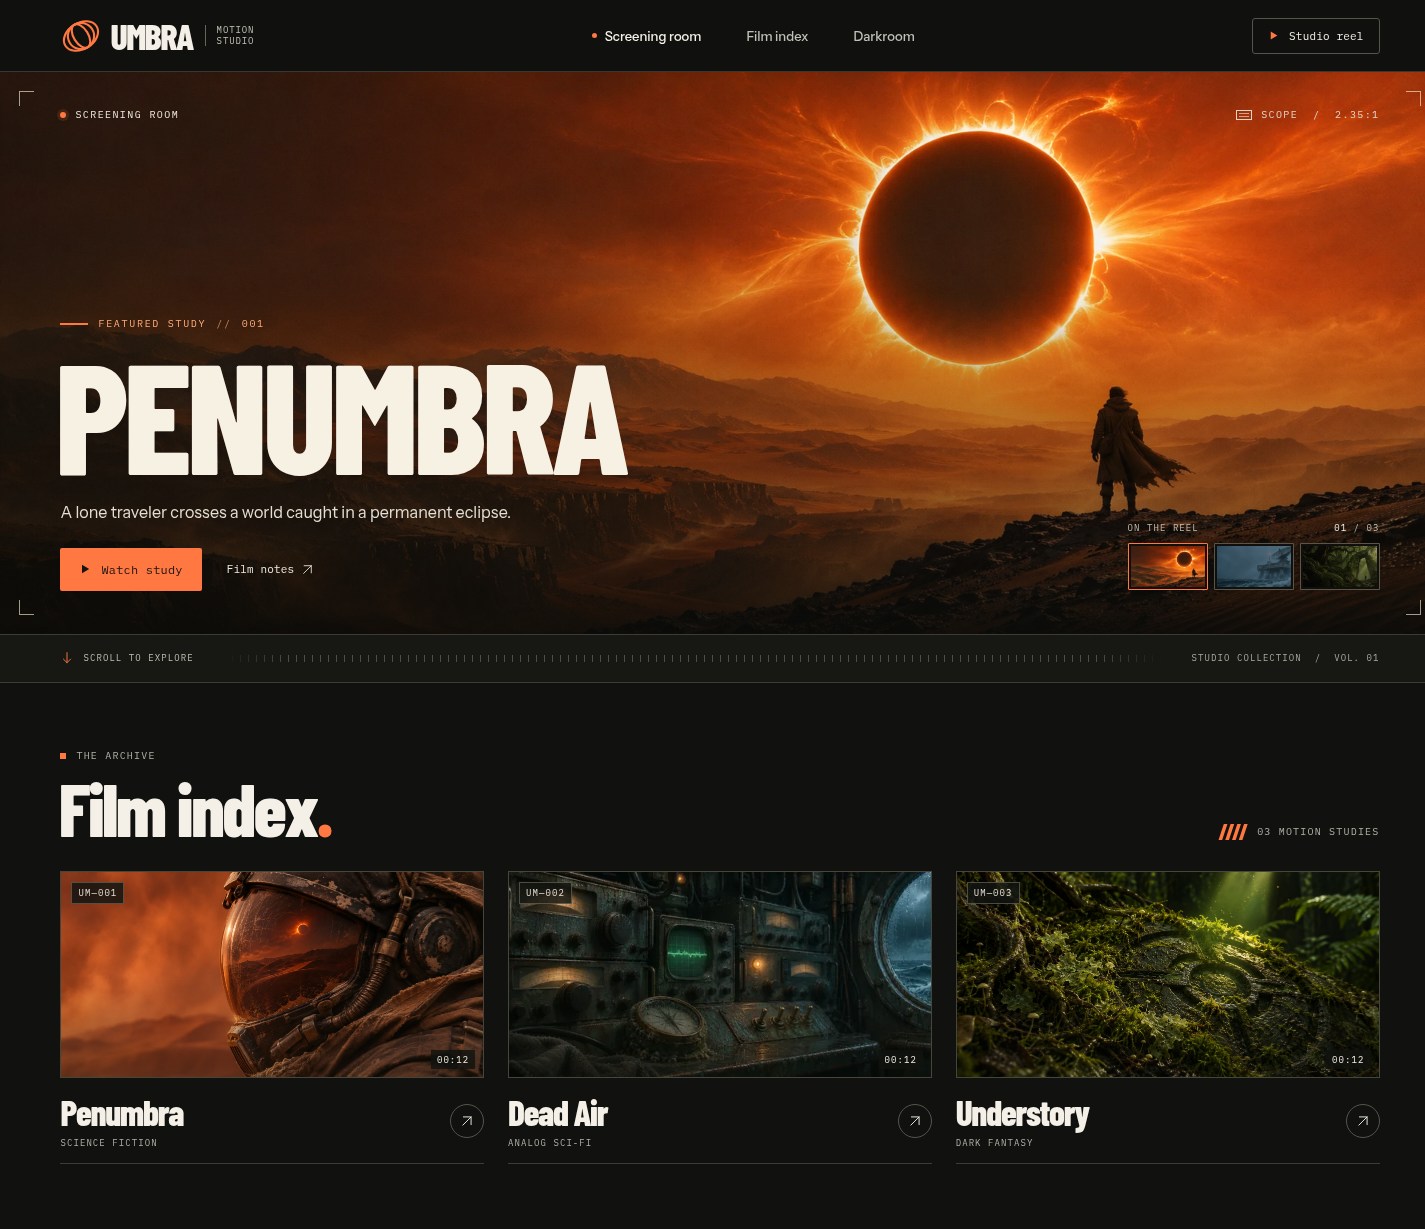 UMBRA
MOTION
STUDIO
Screening room
Film index
Darkroom
Studio reel
SCREENING ROOM
SCOPE / 2.35:1
FEATURED STUDY // 001
PENUMBRA
A lone traveler crosses a world caught in a permanent eclipse.
Watch study
Film notes
ON THE REEL
01 / 03
SCROLL TO EXPLORE
STUDIO COLLECTION / VOL. 01
THE ARCHIVE
Film index.
03 MOTION STUDIES
UM—001
00:12
UM—002
00:12
UM—003
00:12
Penumbra
SCIENCE FICTION
Dead Air
ANALOG SCI-FI
Understory
DARK FANTASY